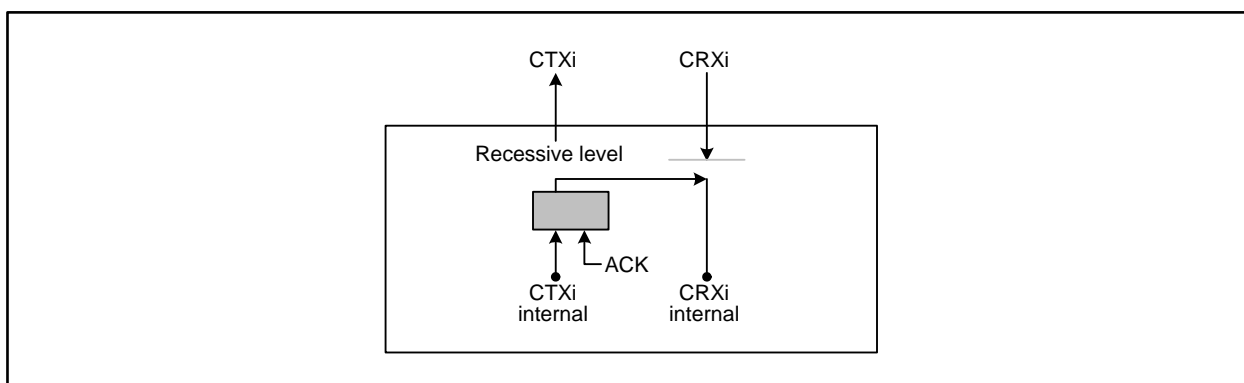 CTXi
CRXi
Recessive level
ACK
CTXi
internal
CRXi
internal